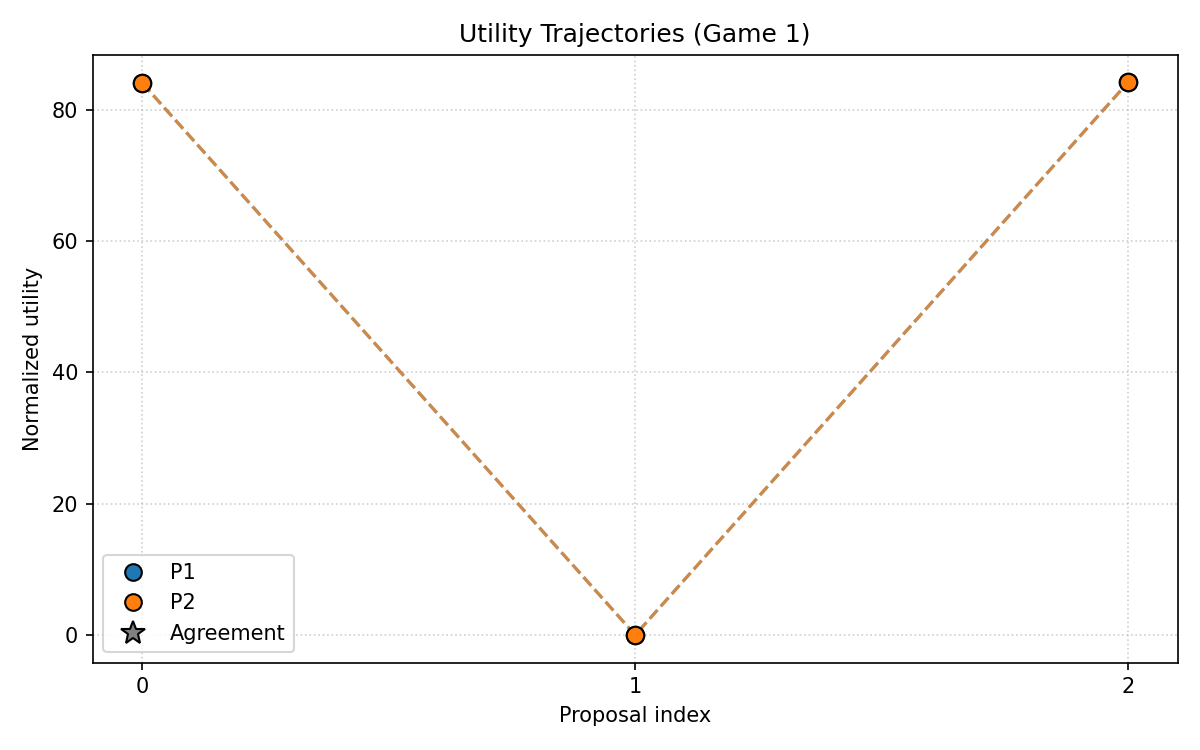 Utility Trajectories (Game 1)
Normalized utility
80
60
40
20
0
P1
P2
Agreement
0 1 2
Proposal index